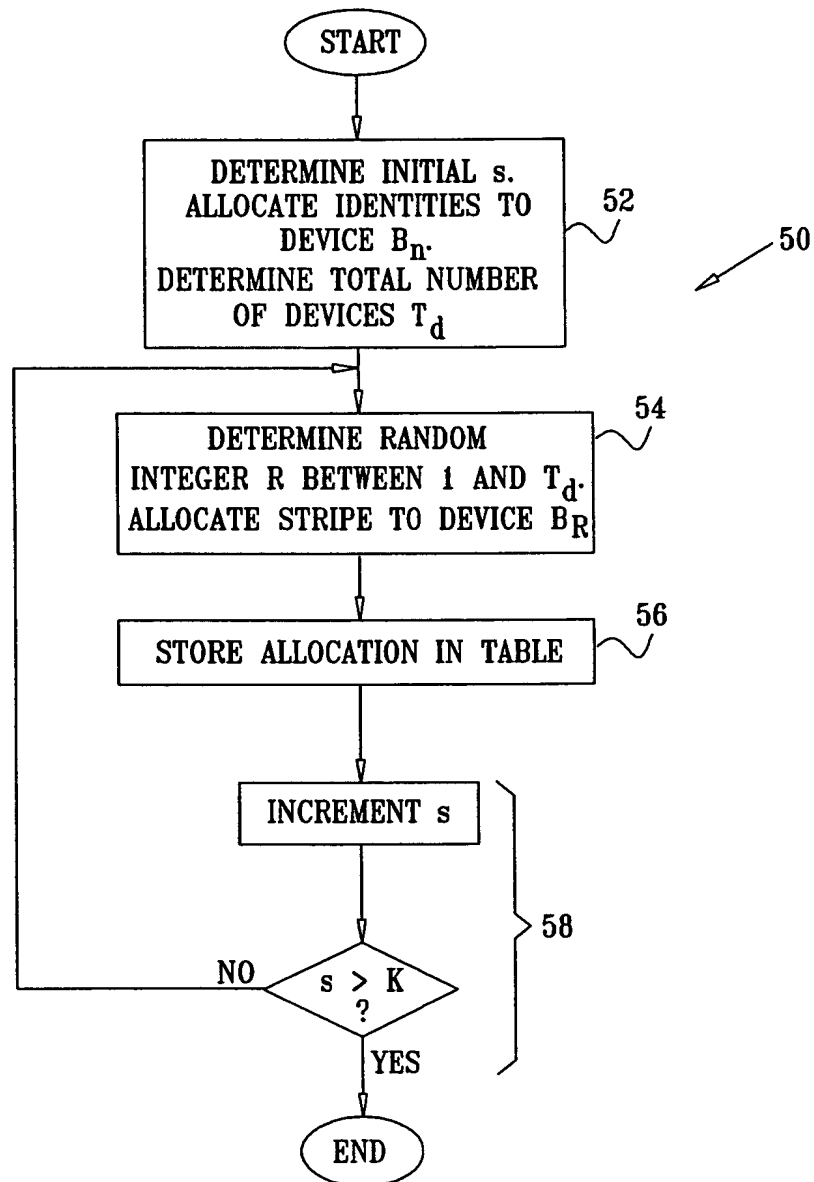 START
DETERMINE INITIAL s.
ALLOCATE IDENTITIES TO
DEVICE Bn.
DETERMINE TOTAL NUMBER
OF DEVICES Td
52
50
DETERMINE RANDOM
INTEGER R BETWEEN 1 AND Td.
ALLOCATE STRIPE TO DEVICE BR
54
STORE ALLOCATION IN TABLE
56
INCREMENT s
58
s > K
?
NO
YES
END